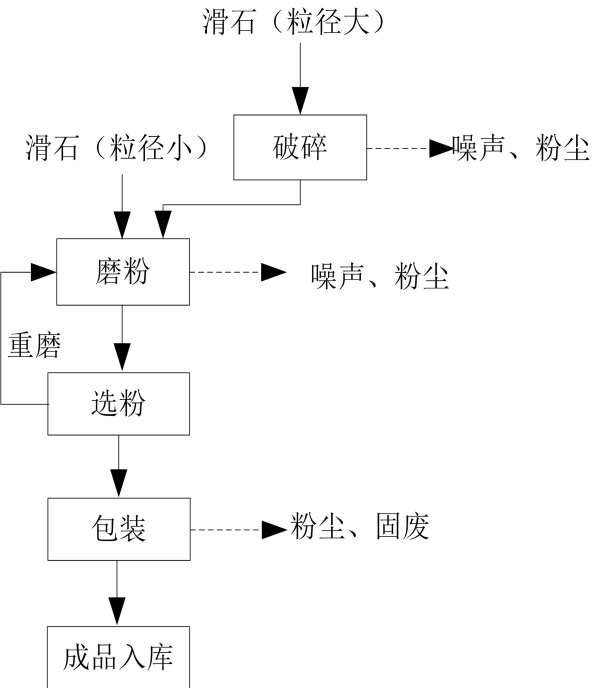 滑石（粒径大）
破碎
噪声、粉尘
滑石（粒径小）
磨粉
噪声、粉尘
重磨
选粉
包装
粉尘、固废
成品入库